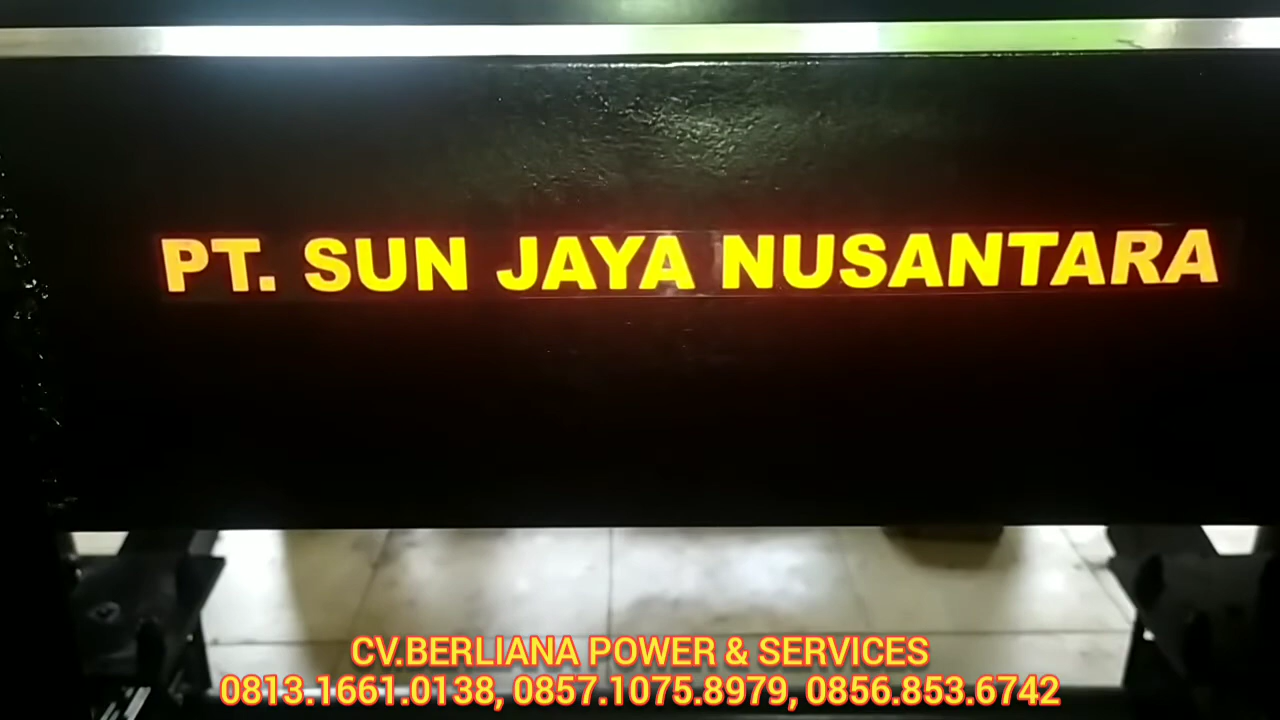 PT. SUN JAYA NUSANTARA
CV.BERLIANA POWER & SERVICES
0813.1661.0138, 0857.1075.8979, 0856.853.6742